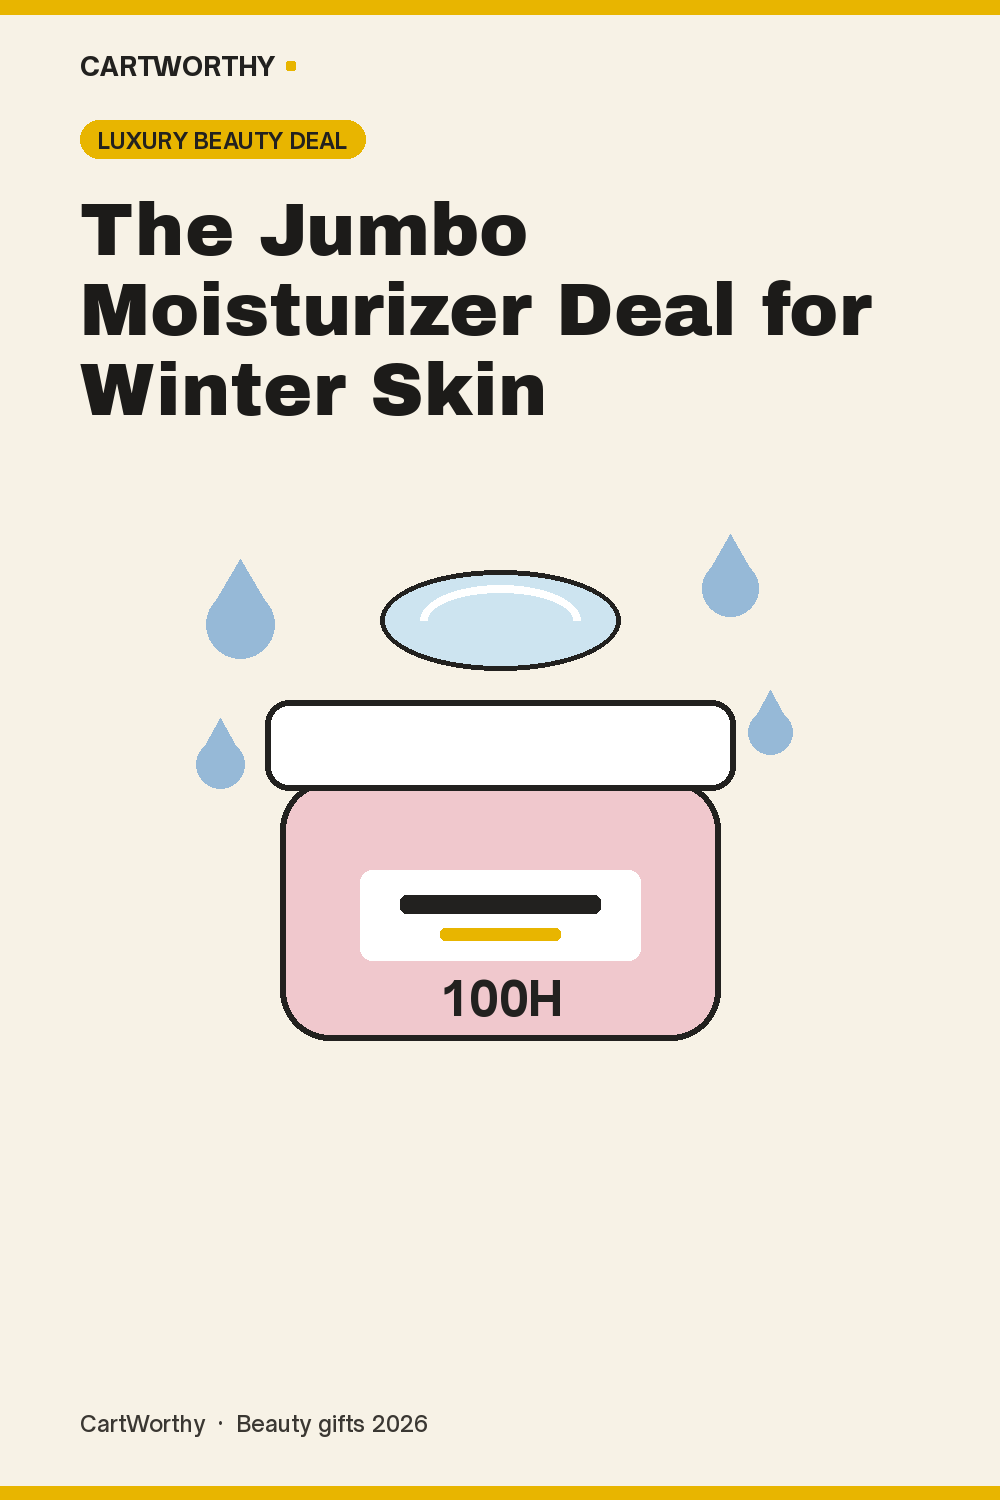 CARTWORTHY
LUXURY BEAUTY DEAL
The Jumbo
Moisturizer Deal for
Winter Skin
100H
CartWorthy · Beauty gifts 2026